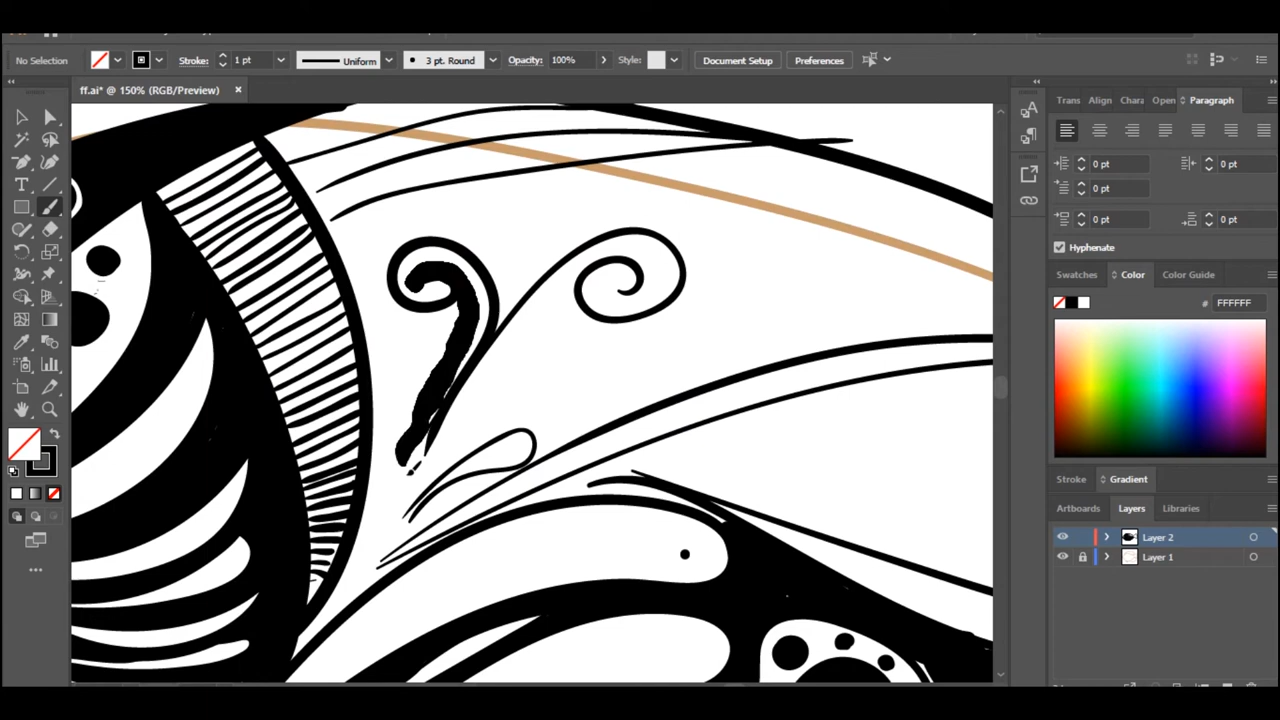 No Selection Stroke: 1 pt Uniform 3 pt. Round Opacity: 100% Style: Document Setup Preferences
ff.ai* @ 150% (RGB/Preview) ×
Trans Align Chara Open Paragraph
0 pt 0 pt
0 pt
0 pt 0 pt
Hyphenate
Swatches Color Color Guide
# FFFFFF
Stroke Gradient
Artboards Layers Libraries
Layer 2
Layer 1